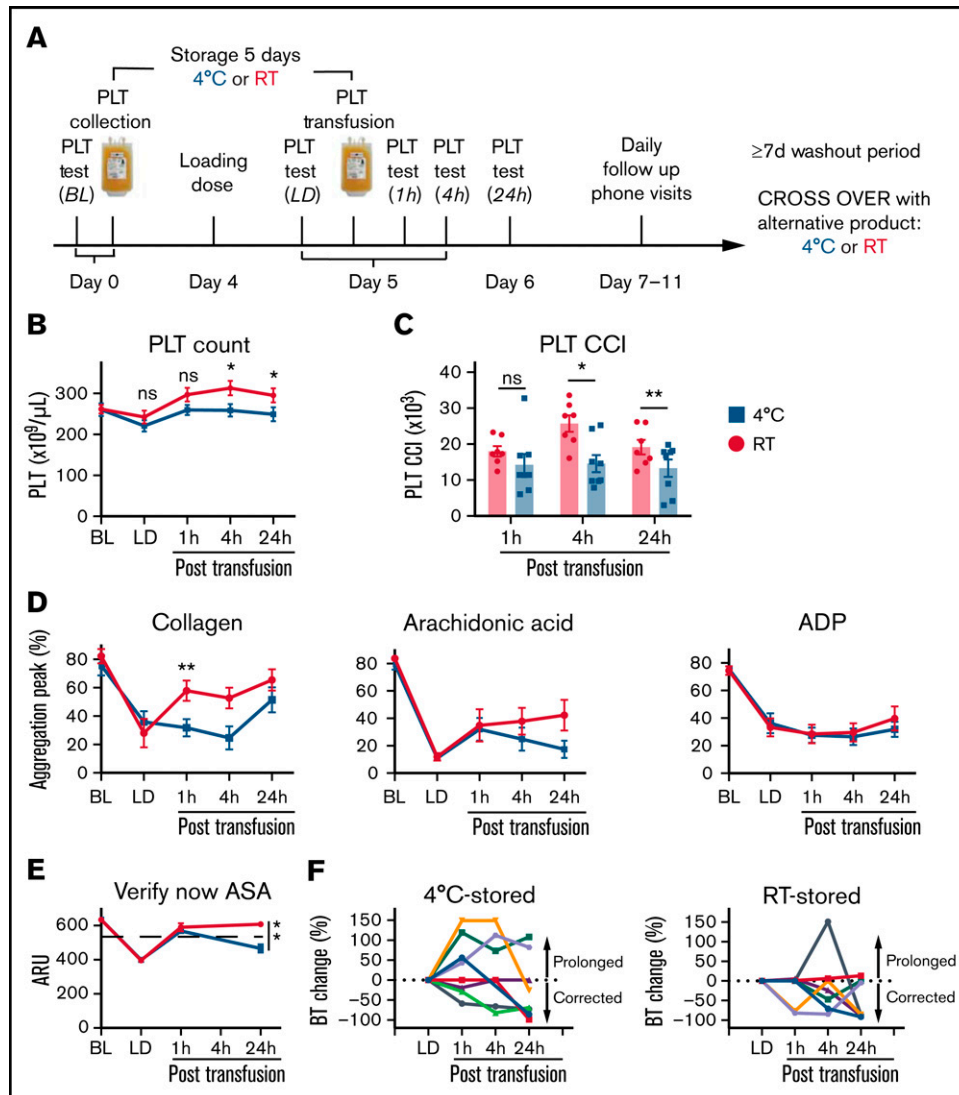 A
Storage 5 days
4°C or RT
PLT
collection
PLT
transfusion
PLT
test
(BL)
Loading
dose
PLT
test
(LD)
PLT
test
(1h)
PLT
test
(4h)
PLT
test
(24h)
Daily
follow up
phone visits
≥7d washout period
CROSS OVER with
alternative product:
4°C or RT
Day 0
Day 4
Day 5
Day 6
Day 7–11
B
PLT count
PLT (x10⁹/μL)
300
200
100
0
ns
ns
*
*
BL
LD
1h
4h
24h
Post transfusion
C
PLT CCI
PLT CCI (x10³)
40
30
20
10
0
ns
*
**
1h
4h
24h
Post transfusion
4°C
RT
D
Collagen
Aggregation peak (%)
80
60
40
20
0
**
BL
LD
1h
4h
24h
Post transfusion
Arachidonic acid
80
60
40
20
0
BL
LD
1h
4h
24h
Post transfusion
ADP
80
60
40
20
0
BL
LD
1h
4h
24h
Post transfusion
E
Verify now ASA
ARU
600
400
200
0
**
BL
LD
1h
4h
24h
Post transfusion
F
4°C-stored
BT change (%)
150
100
50
0
−50
−100
Prolonged
Corrected
LD
1h
4h
24h
Post transfusion
RT-stored
BT change (%)
150
100
50
0
−50
−100
Prolonged
Corrected
LD
1h
4h
24h
Post transfusion